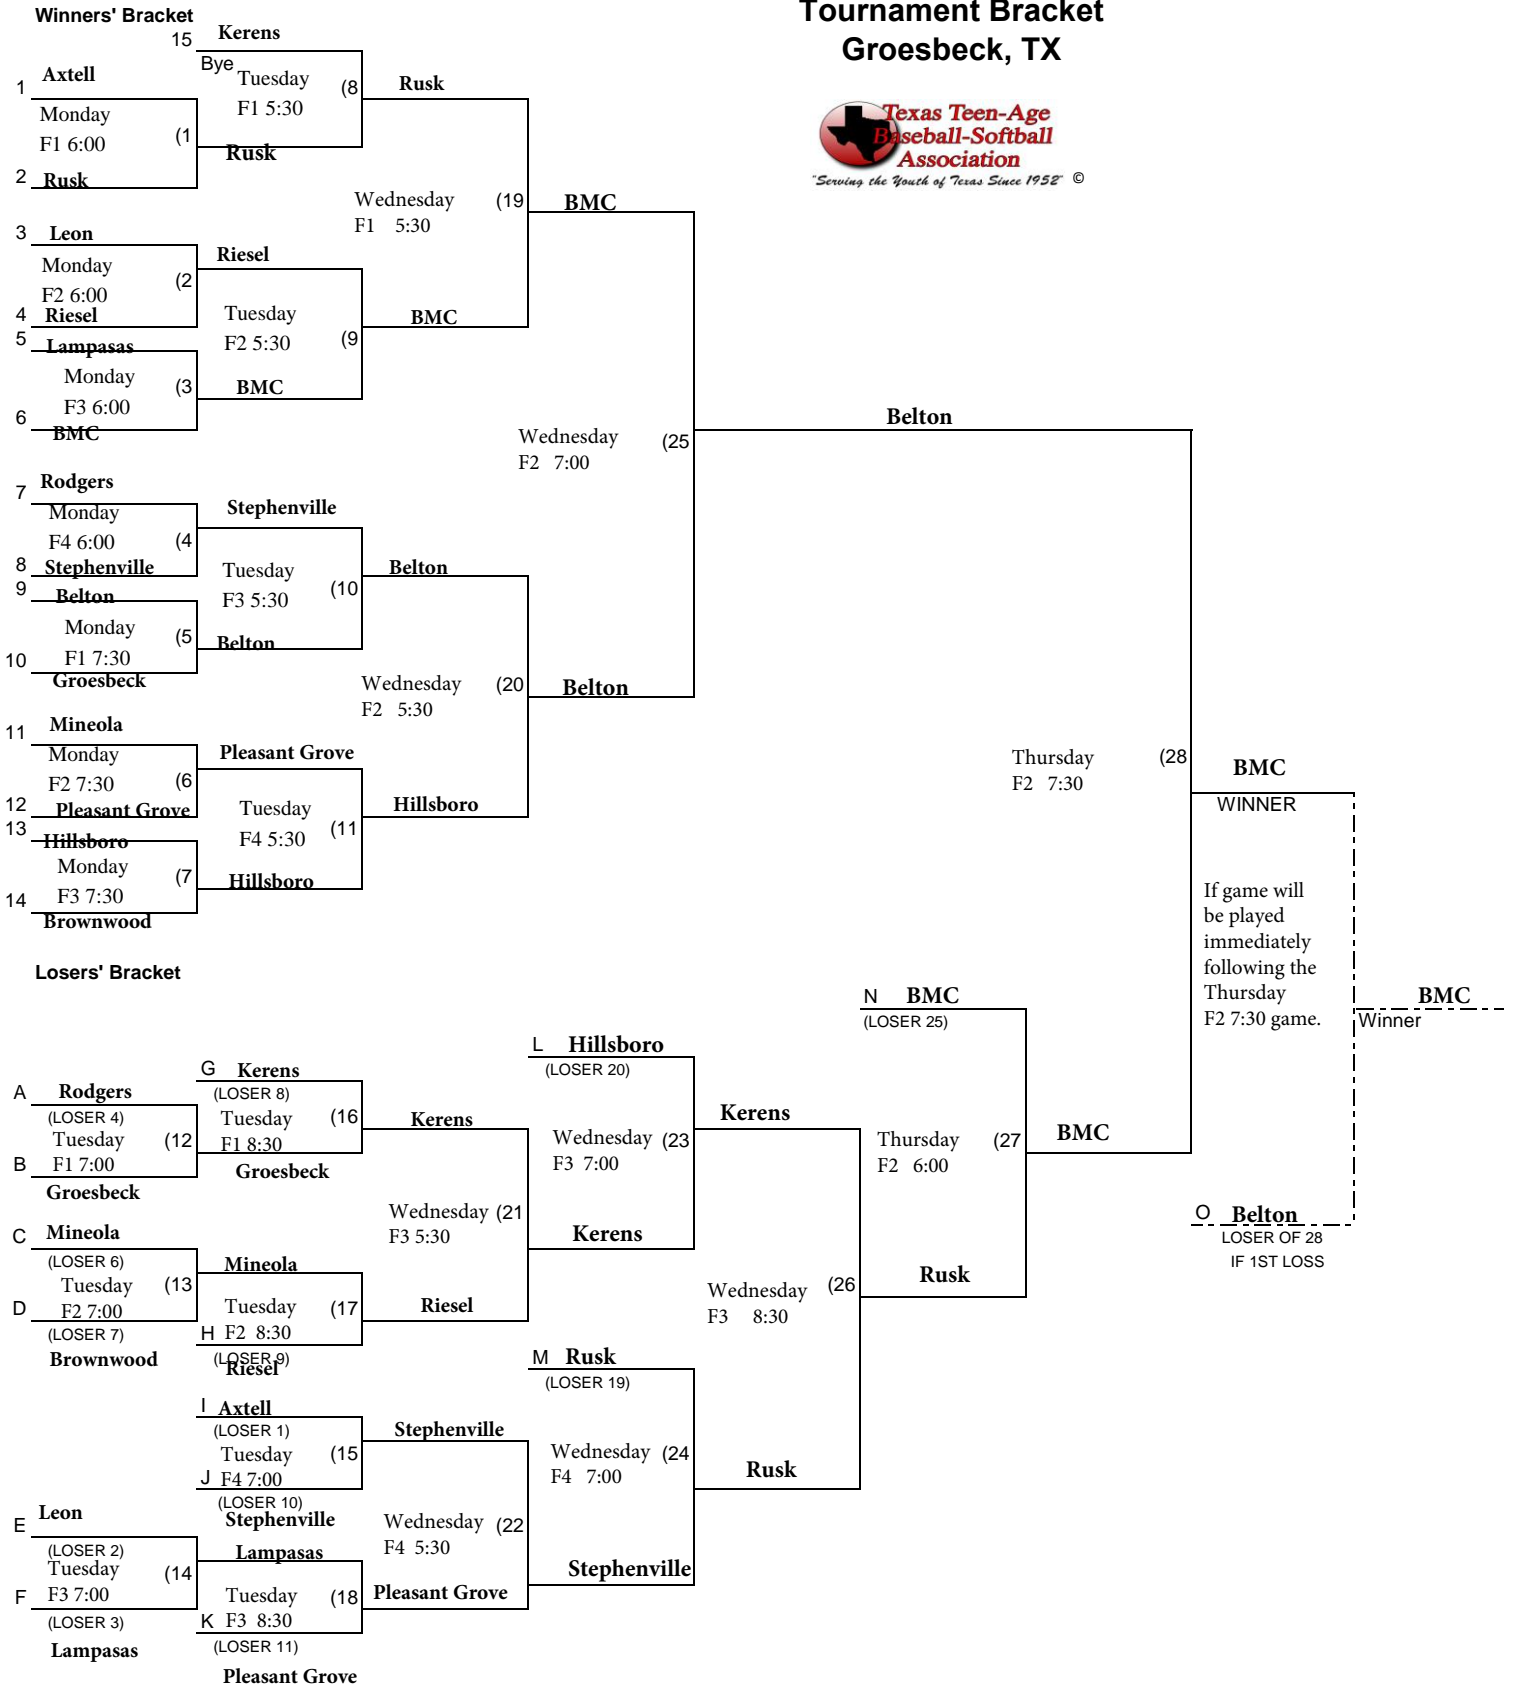 Tournament Bracket
Groesbeck, TX
Texas Teen-Age
Baseball-Softball
Association
"Serving the Youth of Texas Since 1952" ©
Winners' Bracket
15 Kerens
Bye
Tuesday
F1 5:30
(8
Rusk
1 Axtell
Monday
F1 6:00
(1
Rusk
2 Rusk
Wednesday
F1 5:30
(19
BMC
3 Leon
Monday
F2 6:00
(2
Riesel
4 Riesel
Tuesday
F2 5:30
(9
BMC
5 Lampasas
Monday
F3 6:00
(3
BMC
6 BMC
Wednesday
F2 7:00
(25
Belton
7 Rodgers
Monday
F4 6:00
(4
Stephenville
8 Stephenville
Tuesday
F3 5:30
(10
Belton
9 Belton
Monday
F1 7:30
(5
Belton
10 Groesbeck
Wednesday
F2 5:30
(20
Belton
11 Mineola
Monday
F2 7:30
(6
Pleasant Grove
12 Pleasant Grove
Tuesday
F4 5:30
(11
Hillsboro
13 Hillsboro
Monday
F3 7:30
(7
Hillsboro
14 Brownwood
Thursday
F2 7:30
(28
BMC
WINNER
If game will
be played
immediately
following the
Thursday
F2 7:30 game.
BMC
Winner
O Belton
LOSER OF 28
IF 1ST LOSS
Losers' Bracket
N BMC
(LOSER 25)
L Hillsboro
(LOSER 20)
G Kerens
(LOSER 8)
Tuesday
F1 8:30
(16
Kerens
A Rodgers
(LOSER 4)
Tuesday
F1 7:00
(12
Groesbeck
B
Groesbeck
Wednesday
F3 7:00
(23
Kerens
Thursday
F2 6:00
(27
BMC
Wednesday
F3 5:30
(21
Kerens
C Mineola
(LOSER 6)
Tuesday
F2 7:00
(13
Mineola
D
(LOSER 7)
Brownwood
Tuesday
F2 8:30
(17
Riesel
H
(LOSER 9)
Riesel
Wednesday
F3 8:30
(26
Rusk
M Rusk
(LOSER 19)
I Axtell
(LOSER 1)
Tuesday
F4 7:00
(15
Stephenville
J
(LOSER 10)
Stephenville
Wednesday
F4 7:00
(24
Rusk
E Leon
(LOSER 2)
Tuesday
F3 7:00
(14
Lampasas
F
(LOSER 3)
Lampasas
Wednesday
F4 5:30
(22
Stephenville
Tuesday
F3 8:30
(18
Pleasant Grove
K
(LOSER 11)
Pleasant Grove